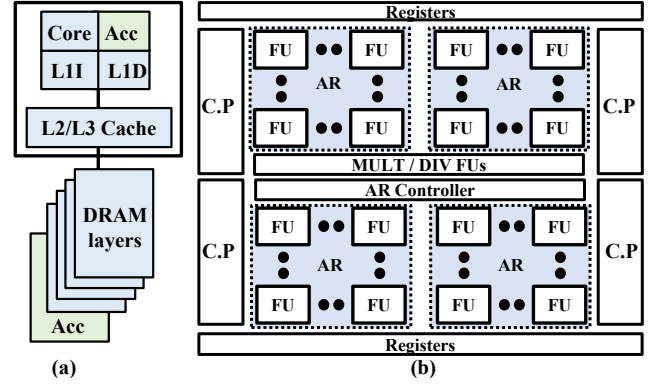 Core Acc
L1I L1D
L2/L3 Cache
DRAM
layers
Acc
(a)
Registers
C.P
FU FU FU FU
AR AR
FU FU FU FU
C.P
MULT / DIV FUs
AR Controller
C.P
FU FU FU FU
AR AR
FU FU FU FU
C.P
Registers
(b)